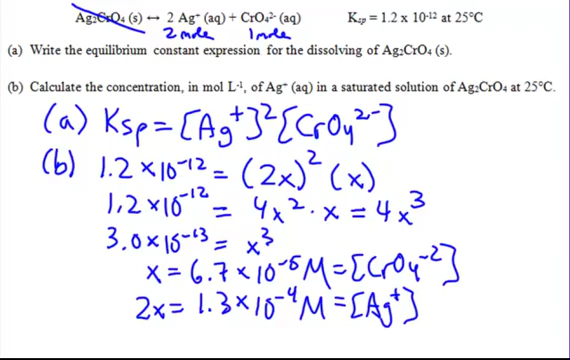 Ag₂CrO₄ (s) ↔ 2 Ag⁺ (aq) + CrO₄²⁻ (aq) Kₛₚ = 1.2 x 10⁻¹² at 25°C
2 mole 1 mole
(a) Write the equilibrium constant expression for the dissolving of Ag₂CrO₄ (s).
(b) Calculate the concentration, in mol L⁻¹, of Ag⁺ (aq) in a saturated solution of Ag₂CrO₄ at 25°C.
(a) Ksp = [Ag⁺]²[CrO₄²⁻]
(b) 1.2 × 10⁻¹² = (2x)² (x)
1.2 × 10⁻¹² = 4x² · x = 4x³
3.0 × 10⁻¹³ = x³
x = 6.7 × 10⁻⁵ M = [CrO₄⁻²]
2x = 1.3 × 10⁻⁴ M = [Ag⁺]